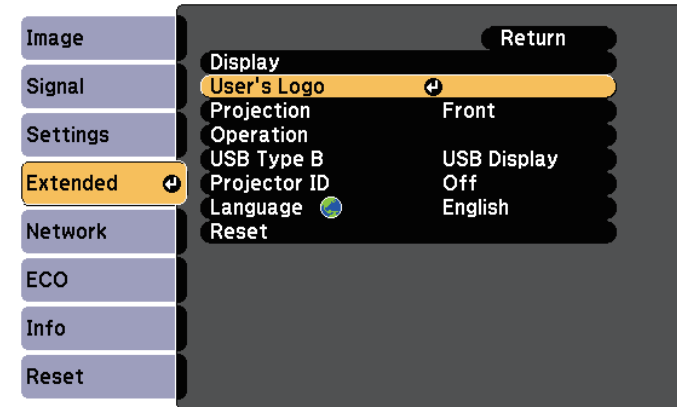 Image
Signal
Settings
Extended
Network
ECO
Info
Reset
Return
Display
User's Logo
Projection Front
Operation
USB Type B USB Display
Projector ID Off
Language English
Reset